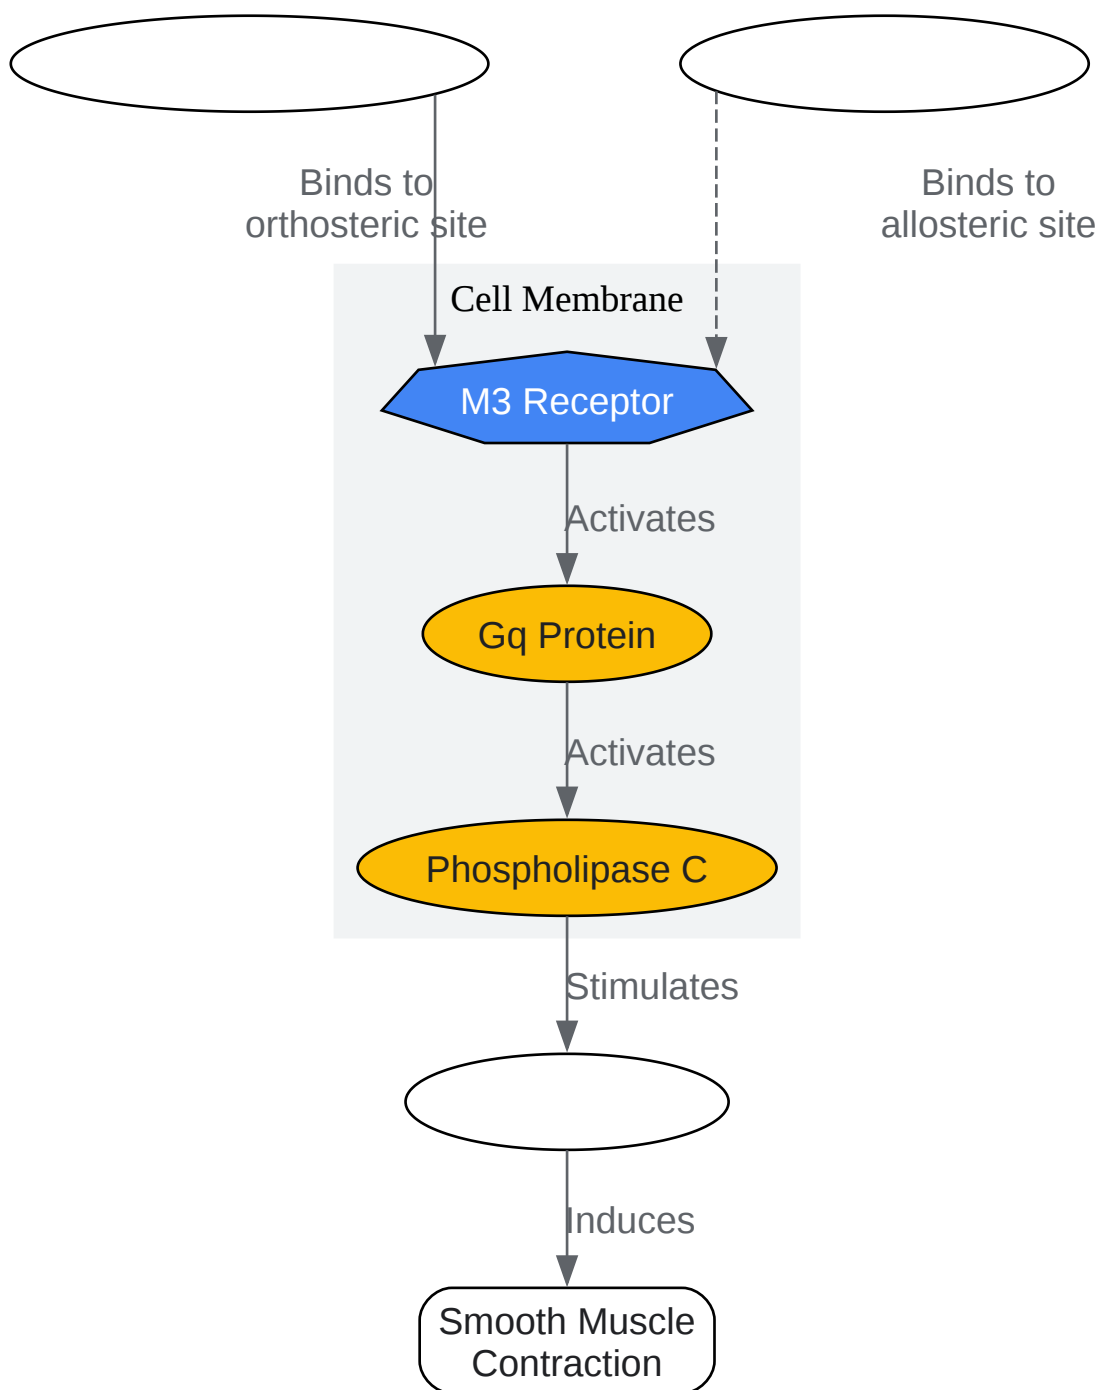 Binds to
orthosteric site
Binds to
allosteric site
Cell Membrane
M3 Receptor
Activates
Gq Protein
Activates
Phospholipase C
Stimulates
Induces
Smooth Muscle
Contraction